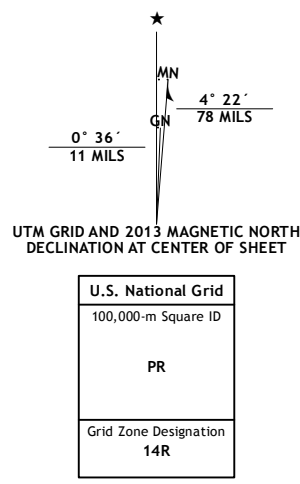 ★
MN
4° 22´
78 MILS
GN
0° 36´
11 MILS
UTM GRID AND 2013 MAGNETIC NORTH
DECLINATION AT CENTER OF SHEET
U.S. National Grid
100,000-m Square ID
PR
Grid Zone Designation
14R